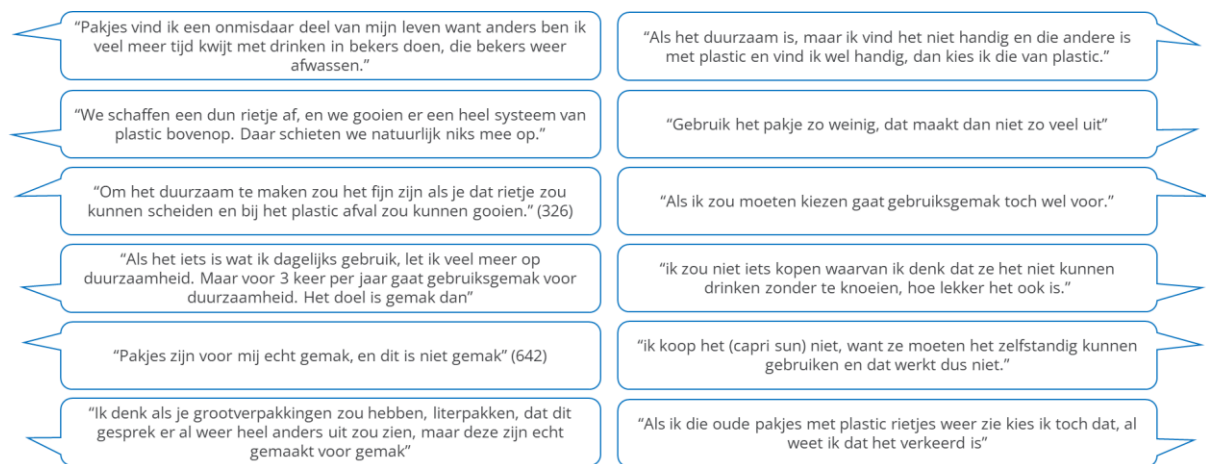 “Pakjes vind ik een onmisdaar deel van mijn leven want anders ben ik
veel meer tijd kwijt met drinken in bekers doen, die bekers weer
afwassen.”
“We schaffen een dun rietje af, en we gooien er een heel systeem van
plastic bovenop. Daar schieten we natuurlijk niks mee op.”
“Om het duurzaam te maken zou het fijn zijn als je dat rietje zou
kunnen scheiden en bij het plastic afval zou kunnen gooien.” (326)
“Als het iets is wat ik dagelijks gebruik, let ik veel meer op
duurzaamheid. Maar voor 3 keer per jaar gaat gebruiksgemak voor
duurzaamheid. Het doel is gemak dan”
“Pakjes zijn voor mij echt gemak, en dit is niet gemak” (642)
“Ik denk als je grootverpakkingen zou hebben, literpakken, dat dit
gesprek er al weer heel anders uit zou zien, maar deze zijn echt
gemaakt voor gemak”
“Als het duurzaam is, maar ik vind het niet handig en die andere is
met plastic en vind ik wel handig, dan kies ik die van plastic.”
“Gebruik het pakje zo weinig, dat maakt dan niet zo veel uit”
“Als ik zou moeten kiezen gaat gebruiksgemak toch wel voor.”
“ik zou niet iets kopen waarvan ik denk dat ze het niet kunnen
drinken zonder te knoeien, hoe lekker het ook is.”
“ik koop het (capri sun) niet, want ze moeten het zelfstandig kunnen
gebruiken en dat werkt dus niet.”
“Als ik die oude pakjes met plastic rietjes weer zie kies ik toch dat, al
weet ik dat het verkeerd is”